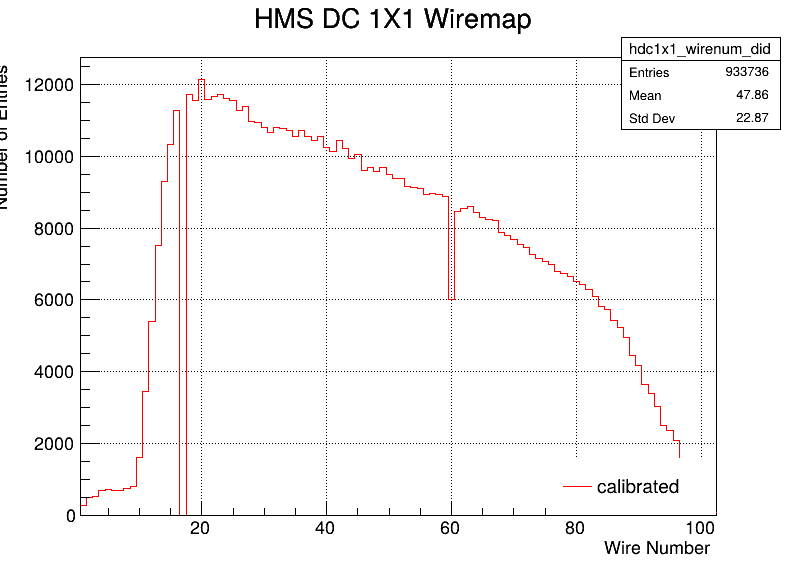 HMS DC 1X1 Wiremap
hdc1x1_wirenum_did
Entries 933736
Mean 47.86
Std Dev 22.87
Number of Entries
12000
10000
8000
6000
4000
2000
0
calibrated
20 40 60 80 100
Wire Number